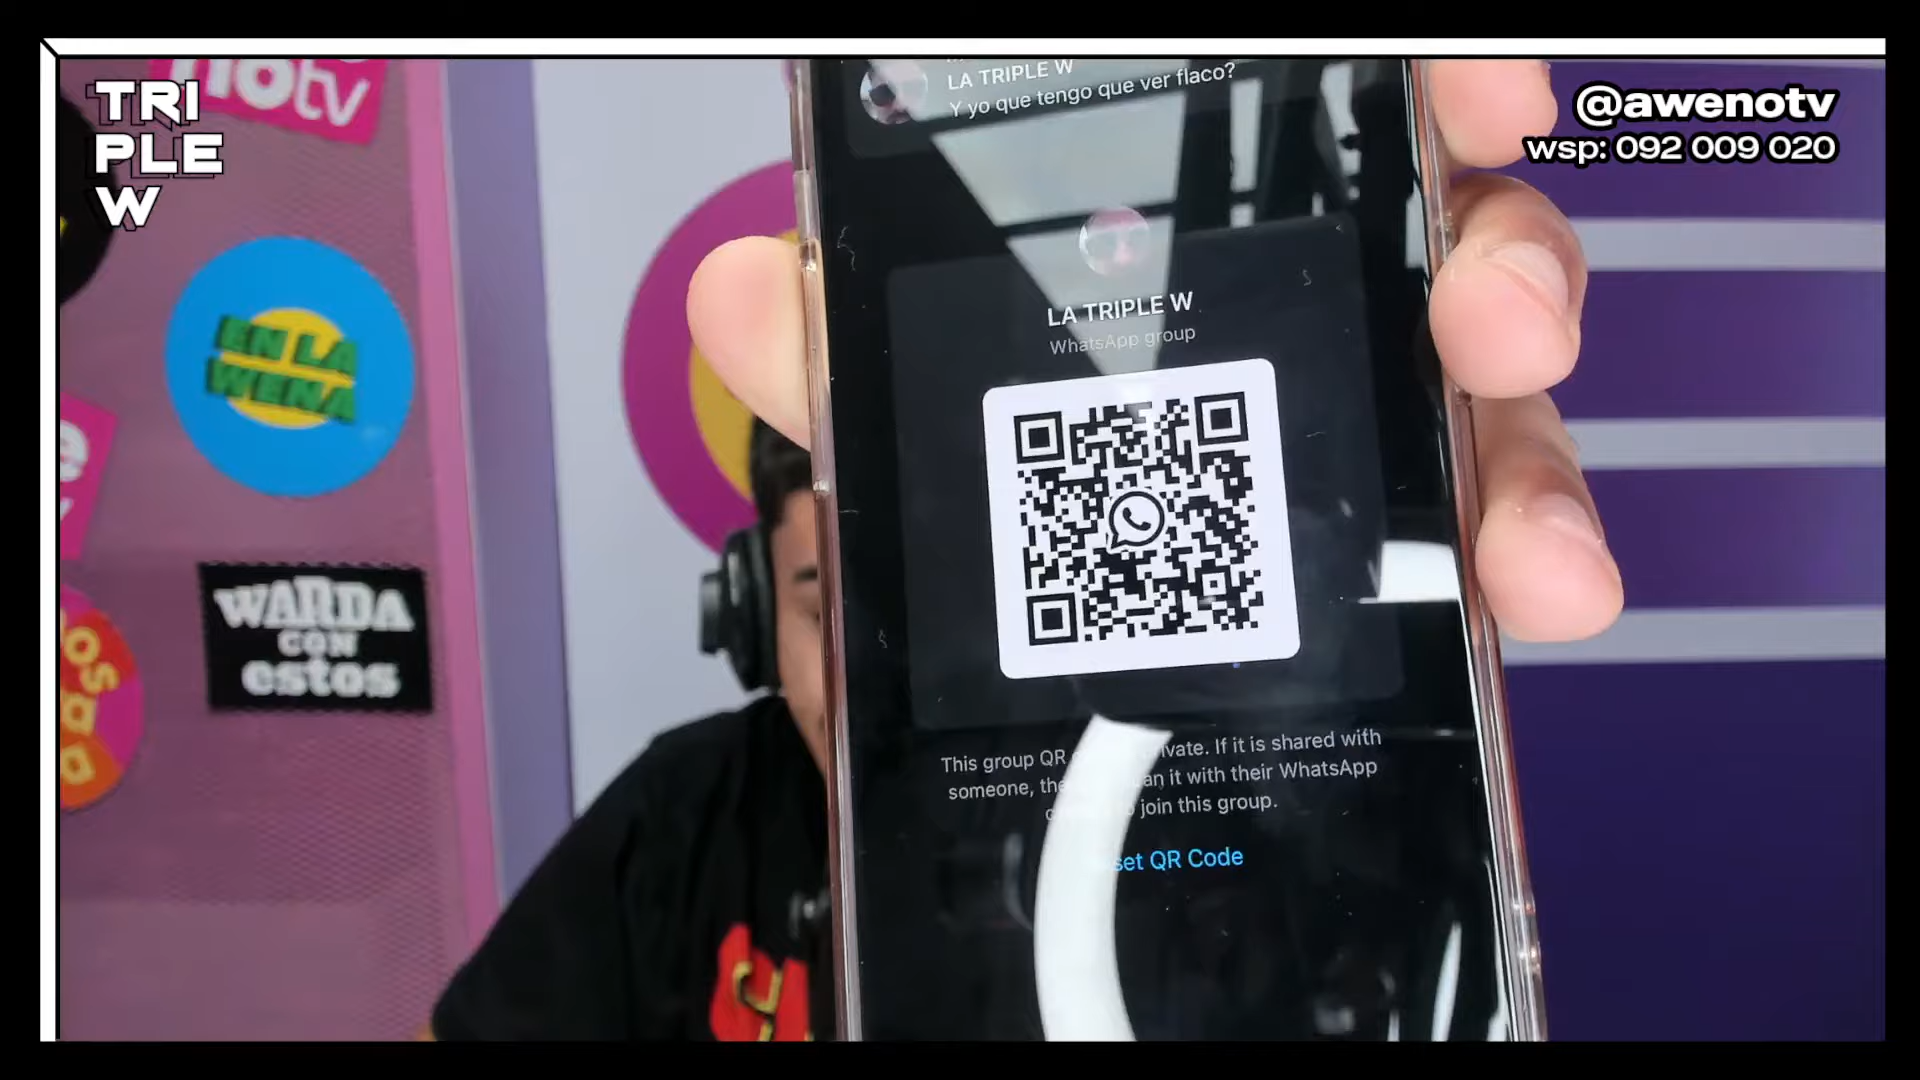 TRI
PLE
W
@awenotv
wsp: 092 009 020
notv
EN LA
WENA
WARDA
CON
estos
LA TRIPLE W
Y yo que tengo que ver flaco?
LA TRIPLE W
WhatsApp group
This group QR vate. If it is shared with
someone, the an it with their WhatsApp
to join this group.
set QR Code